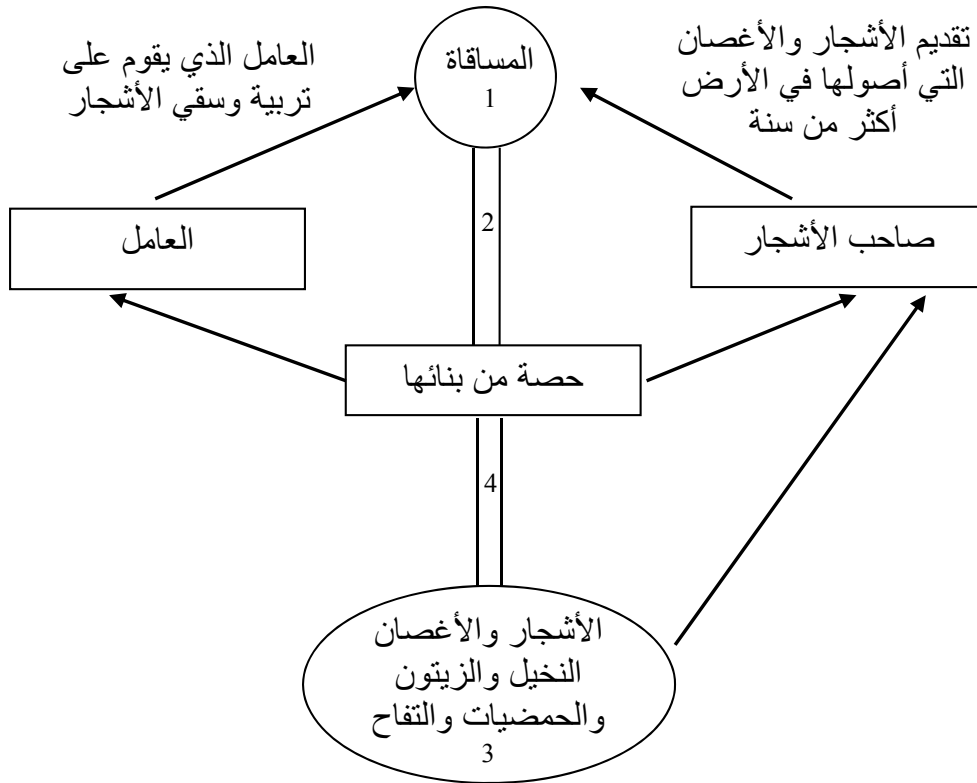 المساقاة
1
تقديم الأشجار والأغصان
التي أصولها في الأرض
أكثر من سنة
العامل الذي يقوم على
تربية وسقي الأشجار
صاحب الأشجار
2
العامل
حصة من بنائها
4
الأشجار والأغصان
النخيل والزيتون
والحمضيات والتفاح
3